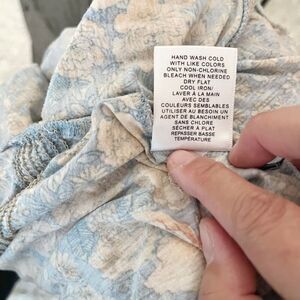 HAND WASH COLD
WITH LIKE COLORS
ONLY NON-CHLORINE
BLEACH WHEN NEEDED
DRY FLAT
COOL IRON/
LAVER À LA MAIN
AVEC DES
COULEURS SEMBLABLES
UTILISER AU BESOIN UN
AGENT DE BLANCHIMENT
SANS CHLORE
SÉCHER À PLAT
REPASSER BASSE
TEMPÉRATURE